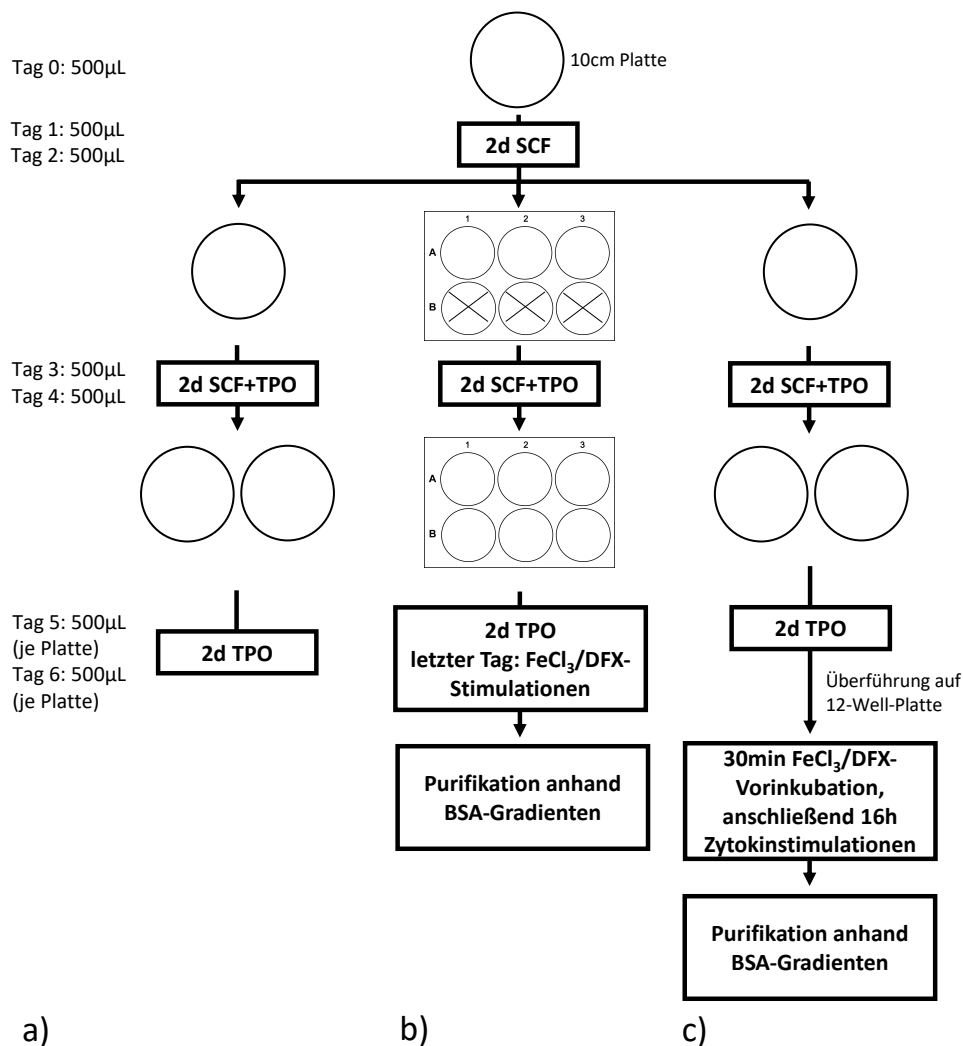 Tag 0: 500µL
10cm Platte
Tag 1: 500µL
Tag 2: 500µL
2d SCF
1 2 3
A
B
Tag 3: 500µL
Tag 4: 500µL
2d SCF+TPO
2d SCF+TPO
2d SCF+TPO
1 2 3
A
B
Tag 5: 500µL
(je Platte)
Tag 6: 500µL
(je Platte)
2d TPO
2d TPO
letzter Tag: FeCl₃/DFX-
Stimulationen
2d TPO
Überführung auf
12-Well-Platte
Purifikation anhand
BSA-Gradienten
30min FeCl₃/DFX-
Vorinkubation,
anschließend 16h
Zytokinstimulationen
Purifikation anhand
BSA-Gradienten
a)
b)
c)